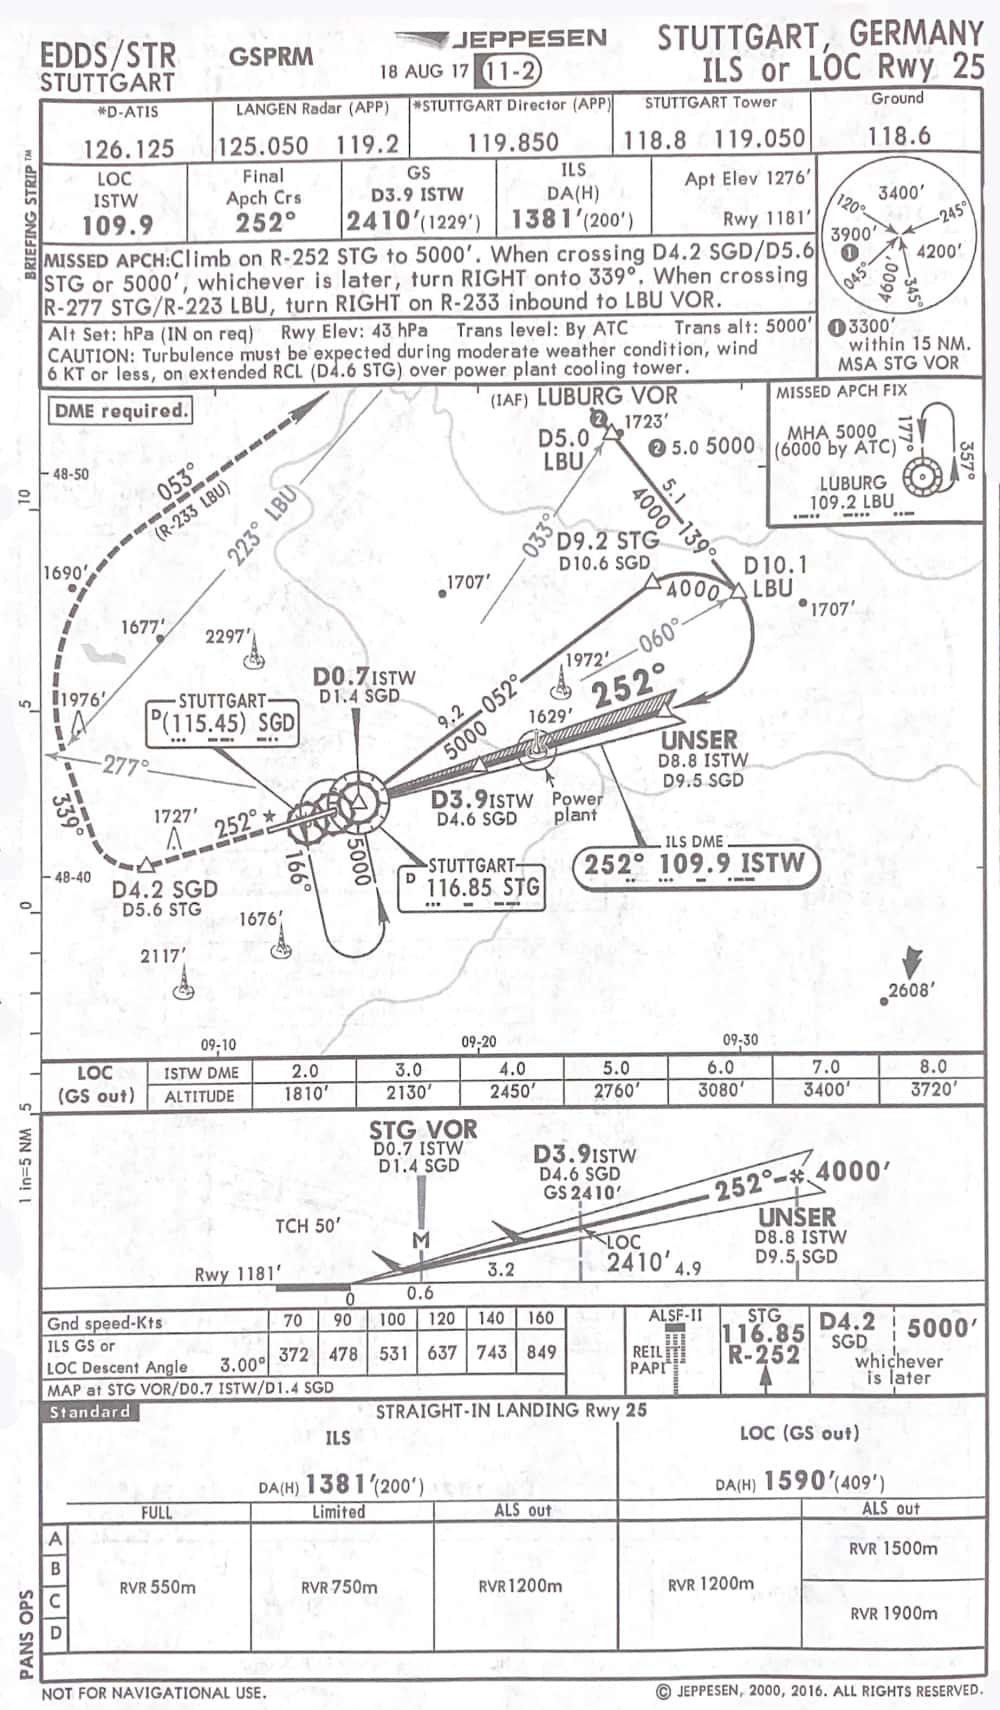 EDDS/STR
STUTTGART
GSPRM
JEPPESEN
18 AUG 17 11-2
STUTTGART, GERMANY
ILS or LOC Rwy 25
BRIEFING STRIP™
*D-ATIS
126.125
LANGEN Radar (APP)
125.050 119.2
*STUTTGART Director (APP)
119.850
STUTTGART Tower
118.8 119.050
Ground
118.6
LOC
ISTW
109.9
Final
Apch Crs
252°
GS
D3.9 ISTW
2410'(1229')
ILS
DA(H)
1381'(200')
Apt Elev 1276'
Rwy 1181'
3400'
120°
245°
3900'
1
4200'
045°
4600'
345°
MISSED APCH:Climb on R-252 STG to 5000'. When crossing D4.2 SGD/D5.6
STG or 5000', whichever is later, turn RIGHT onto 339°. When crossing
R-277 STG/R-223 LBU, turn RIGHT on R-233 inbound to LBU VOR.
Alt Set: hPa (IN on req) Rwy Elev: 43 hPa Trans level: By ATC Trans alt: 5000'
CAUTION: Turbulence must be expected during moderate weather condition, wind
6 KT or less, on extended RCL (D4.6 STG) over power plant cooling tower.
1 3300'
within 15 NM.
MSA STG VOR
DME required.
(IAF) LUBURG VOR
2 1723'
D5.0
LBU
2 5.0 5000
MISSED APCH FIX
MHA 5000
(6000 by ATC)
177°
357°
LUBURG
109.2 LBU
48-50
10
053°
(R-233 LBU)
223° LBU
033°
5.1
4000
139°
D9.2 STG
D10.6 SGD
D10.1
LBU
4000
1690'
1707'
1707'
1677'
2297'
060°
1972'
D0.7ISTW
D1.4 SGD
1976'
STUTTGART
D (115.45) SGD
052°
9.2
5000
252°
1629'
5
277°
UNSER
D8.8 ISTW
D9.5 SGD
D3.9ISTW
D4.6 SGD
Power
plant
339°
1727'
252°
ILS DME
252° 109.9 ISTW
48-40
166°
5000
STUTTGART
D 116.85 STG
D4.2 SGD
D5.6 STG
0
1676'
2117'
2608'
09-10
09-20
09-30
5
1 in=5 NM
LOC
(GS out)
ISTW DME 2.0 3.0 4.0 5.0 6.0 7.0 8.0
ALTITUDE 1810' 2130' 2450' 2760' 3080' 3400' 3720'
STG VOR
D0.7 ISTW
D1.4 SGD
D3.9ISTW
D4.6 SGD
GS2410'
252°
4000'
UNSER
D8.8 ISTW
D9.5 SGD
TCH 50'
M
LOC
2410'
4.9
3.2
Rwy 1181'
0
0.6
Gnd speed-Kts 70 90 100 120 140 160
ILS GS or
LOC Descent Angle 3.00° 372 478 531 637 743 849
MAP at STG VOR/D0.7 ISTW/D1.4 SGD
ALSF-II
REIL
PAPI
STG
116.85
R-252
D4.2
SGD
5000'
whichever
is later
Standard
STRAIGHT-IN LANDING Rwy 25
ILS
LOC (GS out)
DA(H) 1381'(200')
DA(H) 1590'(409')
FULL Limited ALS out ALS out
A
B
C
D
RVR 550m
RVR 750m
RVR 1200m
RVR 1200m
RVR 1500m
RVR 1900m
PANS OPS
NOT FOR NAVIGATIONAL USE.
© JEPPESEN, 2000, 2016. ALL RIGHTS RESERVED.